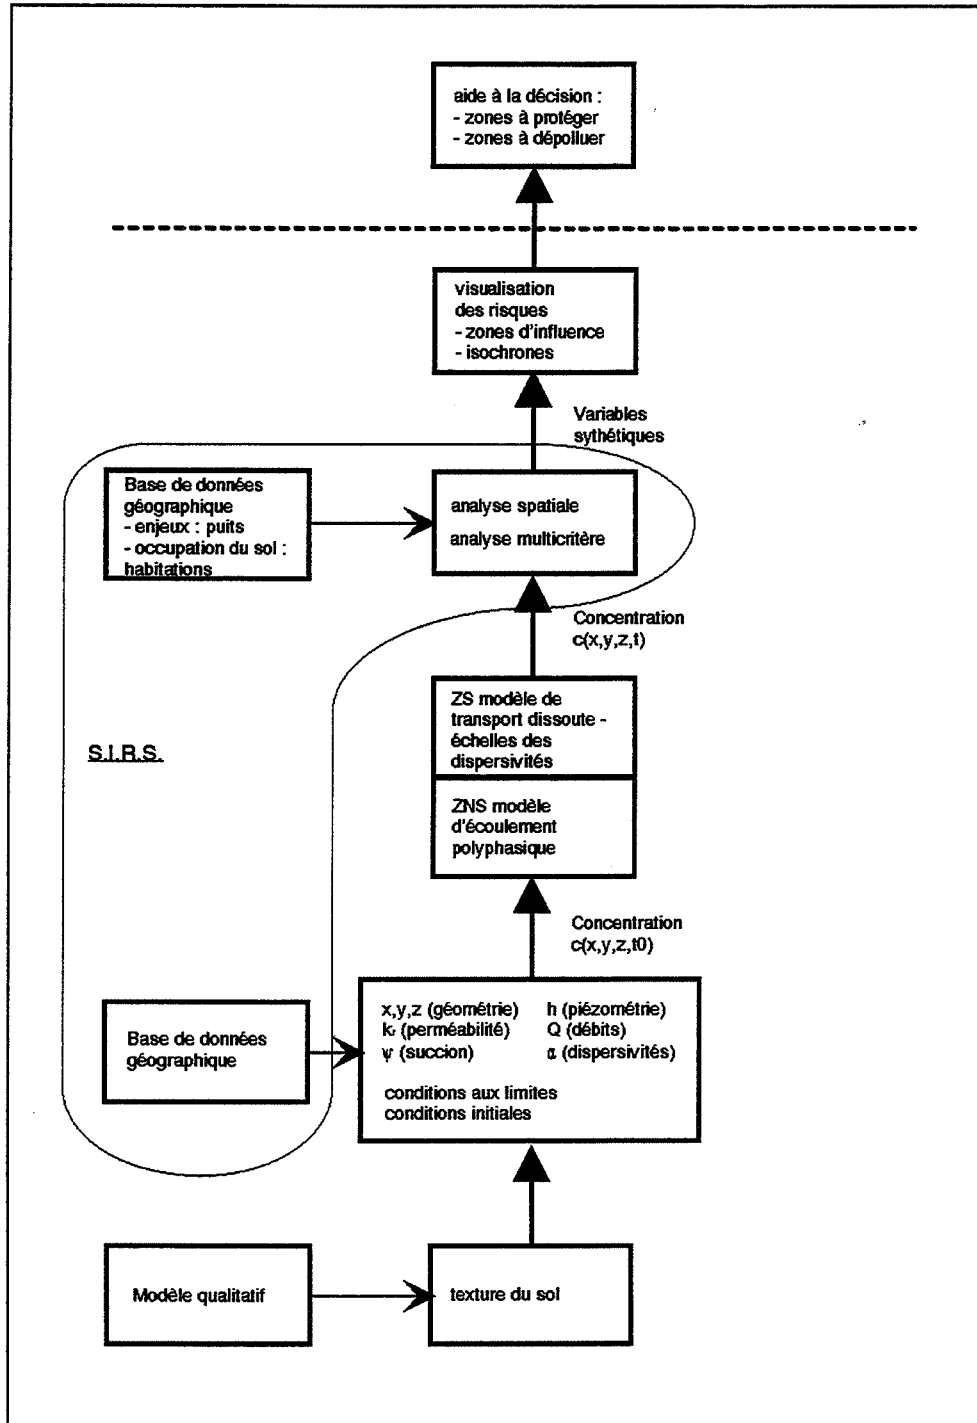 aide à la décision :
- zones à protéger
- zones à dépolluer
visualisation
des risques
- zones d'influence
- isochrones
Variables
sythétiques
Base de données
géographique
- enjeux : puits
- occupation du sol :
habitations
analyse spatiale
analyse multicritère
Concentration
c(x,y,z,t)
ZS modèle de
transport dissoute -
échelles des
dispersivités
S.I.R.S.
ZNS modèle
d'écoulement
polyphasique
Concentration
c(x,y,z,t0)
Base de données
géographique
x,y,z (géométrie) h (piézométrie)
kᵣ (perméabilité) Q (débits)
ψ (succion) α (dispersivités)
conditions aux limites
conditions initiales
Modèle qualitatif
texture du sol